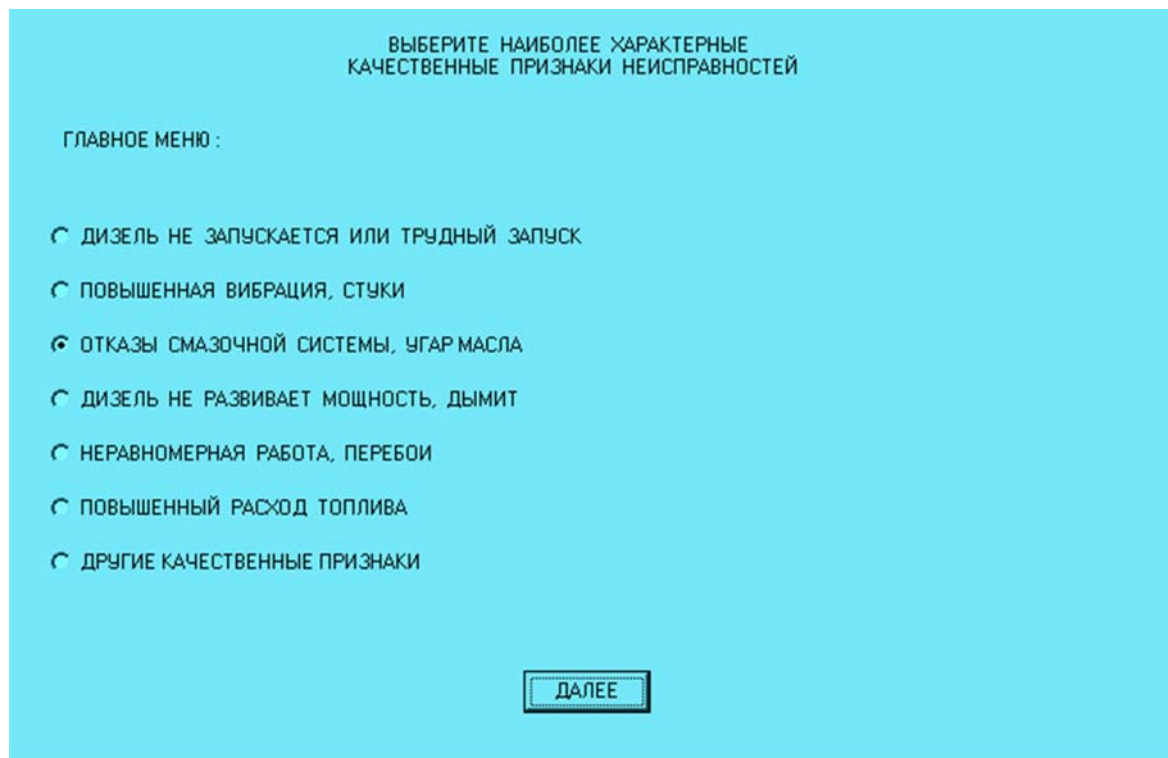 ВЫБЕРИТЕ НАИБОЛЕЕ ХАРАКТЕРНЫЕ
КАЧЕСТВЕННЫЕ ПРИЗНАКИ НЕИСПРАВНОСТЕЙ
ГЛАВНОЕ МЕНЮ :
ДИЗЕЛЬ НЕ ЗАПУСКАЕТСЯ ИЛИ ТРУДНЫЙ ЗАПУСК
ПОВЫШЕННАЯ ВИБРАЦИЯ, СТУКИ
ОТКАЗЫ СМАЗОЧНОЙ СИСТЕМЫ, УГАР МАСЛА
ДИЗЕЛЬ НЕ РАЗВИВАЕТ МОЩНОСТЬ, ДЫМИТ
НЕРАВНОМЕРНАЯ РАБОТА, ПЕРЕБОИ
ПОВЫШЕННЫЙ РАСХОД ТОПЛИВА
ДРУГИЕ КАЧЕСТВЕННЫЕ ПРИЗНАКИ
ДАЛЕЕ